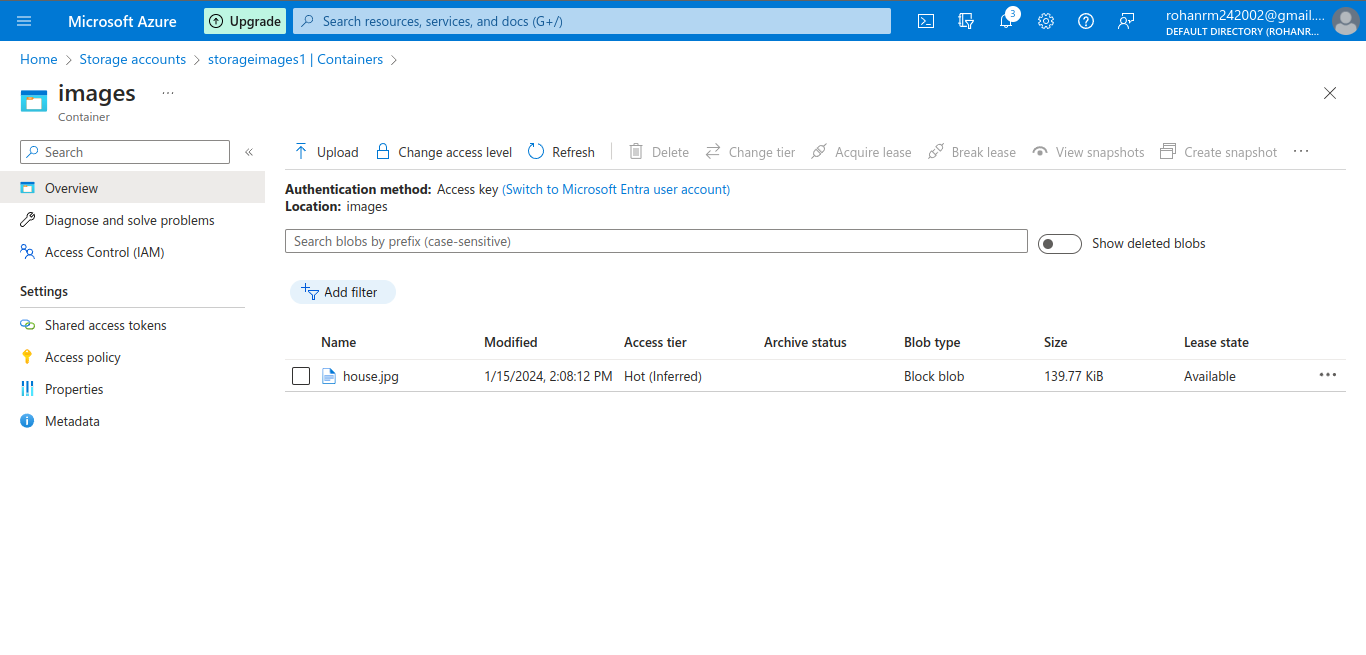 Microsoft Azure
Upgrade
Search resources, services, and docs (G+/)
3
rohanrm242002@gmail....
DEFAULT DIRECTORY (ROHANR...
Home > Storage accounts > storageimages1 | Containers >
images ...
Container
Search «
Upload Change access level Refresh Delete Change tier Acquire lease Break lease View snapshots Create snapshot ...
Overview
Diagnose and solve problems
Access Control (IAM)
Settings
Shared access tokens
Access policy
Properties
Metadata
Authentication method: Access key (Switch to Microsoft Entra user account)
Location: images
Search blobs by prefix (case-sensitive)
Show deleted blobs
Add filter
Name Modified Access tier Archive status Blob type Size Lease state
house.jpg 1/15/2024, 2:08:12 PM Hot (Inferred) Block blob 139.77 KiB Available ...